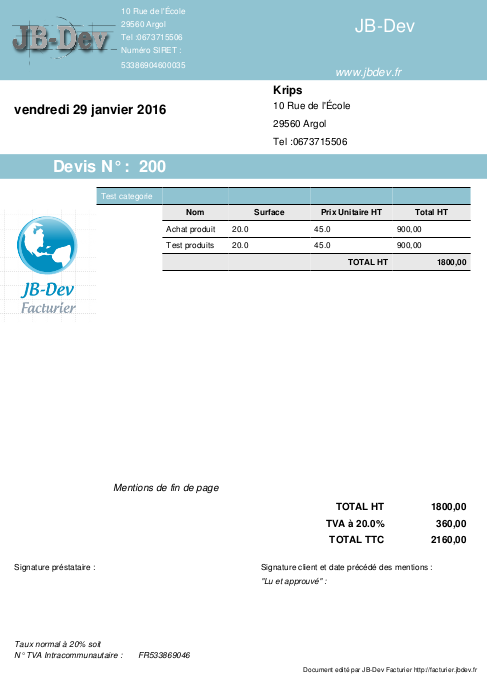 JB-Dev
10 Rue de l'École
29560 Argol
Tel :0673715506
Numéro SIRET :
53386904600035
JB-Dev
www.jbdev.fr
vendredi 29 janvier 2016
Krips
10 Rue de l'École
29560 Argol
Tel :0673715506
Devis N° : 200
Test categorie
Nom Surface Prix Unitaire HT Total HT
Achat produit 20.0 45.0 900,00
Test produits 20.0 45.0 900,00
TOTAL HT 1800,00
JB-Dev
Facturier
Mentions de fin de page
TOTAL HT 1800,00
TVA à 20.0% 360,00
TOTAL TTC 2160,00
Signature préstataire :
Signature client et date précédé des mentions :
"Lu et approuvé" :
Taux normal à 20% soit
N° TVA Intracommunautaire : FR533869046
Document edité par JB-Dev Facturier http://facturier.jbdev.fr